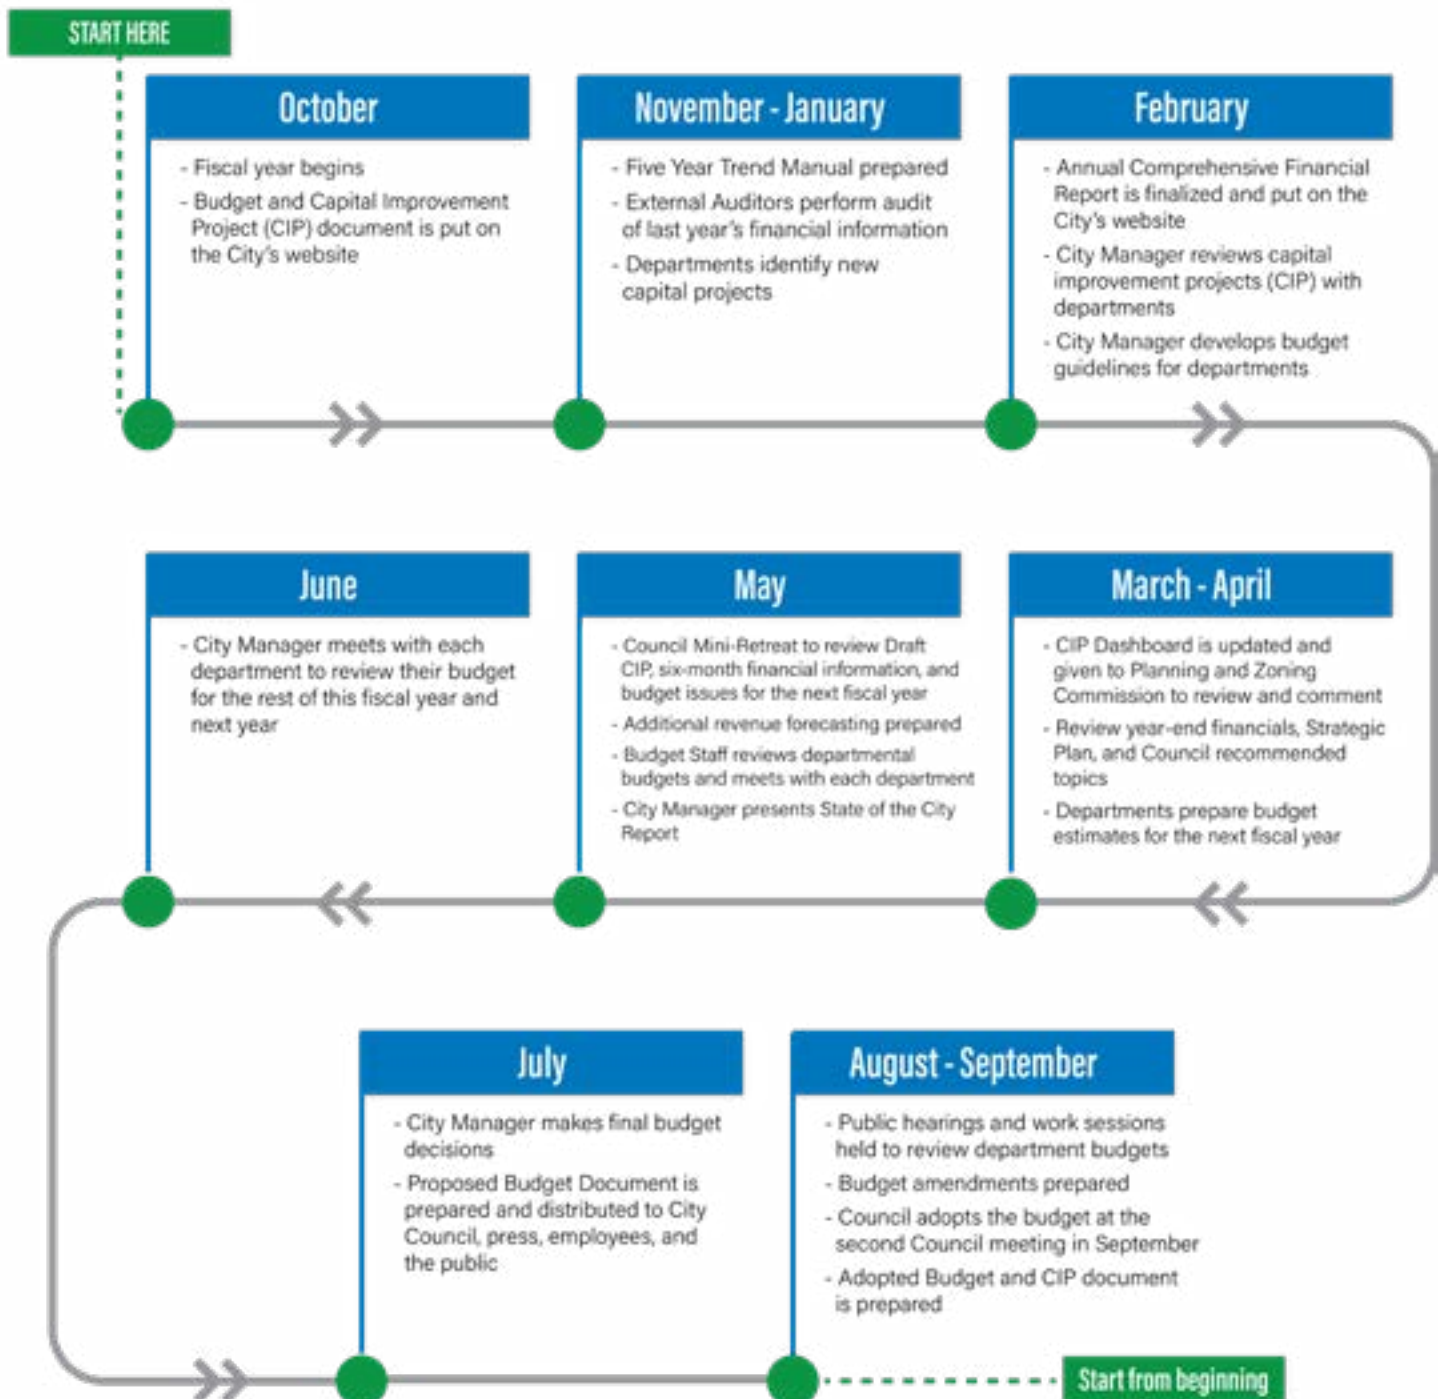 START HERE
October
- Fiscal year begins
- Budget and Capital Improvement
Project (CIP) document is put on
the City's website
November - January
- Five Year Trend Manual prepared
- External Auditors perform audit
of last year's financial information
- Departments identify new
capital projects
February
- Annual Comprehensive Financial
Report is finalized and put on the
City's website
- City Manager reviews capital
improvement projects (CIP) with
departments
- City Manager develops budget
guidelines for departments
March - April
- CIP Dashboard is updated and
given to Planning and Zoning
Commission to review and comment
- Review year-end financials, Strategic
Plan, and Council recommended
topics
- Departments prepare budget
estimates for the next fiscal year
May
- Council Mini-Retreat to review Draft
CIP, six-month financial information, and
budget issues for the next fiscal year
- Additional revenue forecasting prepared
- Budget Staff reviews departmental
budgets and meets with each department
- City Manager presents State of the City
Report
June
- City Manager meets with each
department to review their budget
for the rest of this fiscal year and
next year
July
- City Manager makes final budget
decisions
- Proposed Budget Document is
prepared and distributed to City
Council, press, employees, and
the public
August - September
- Public hearings and work sessions
held to review department budgets
- Budget amendments prepared
- Council adopts the budget at the
second Council meeting in September
- Adopted Budget and CIP document
is prepared
Start from beginning